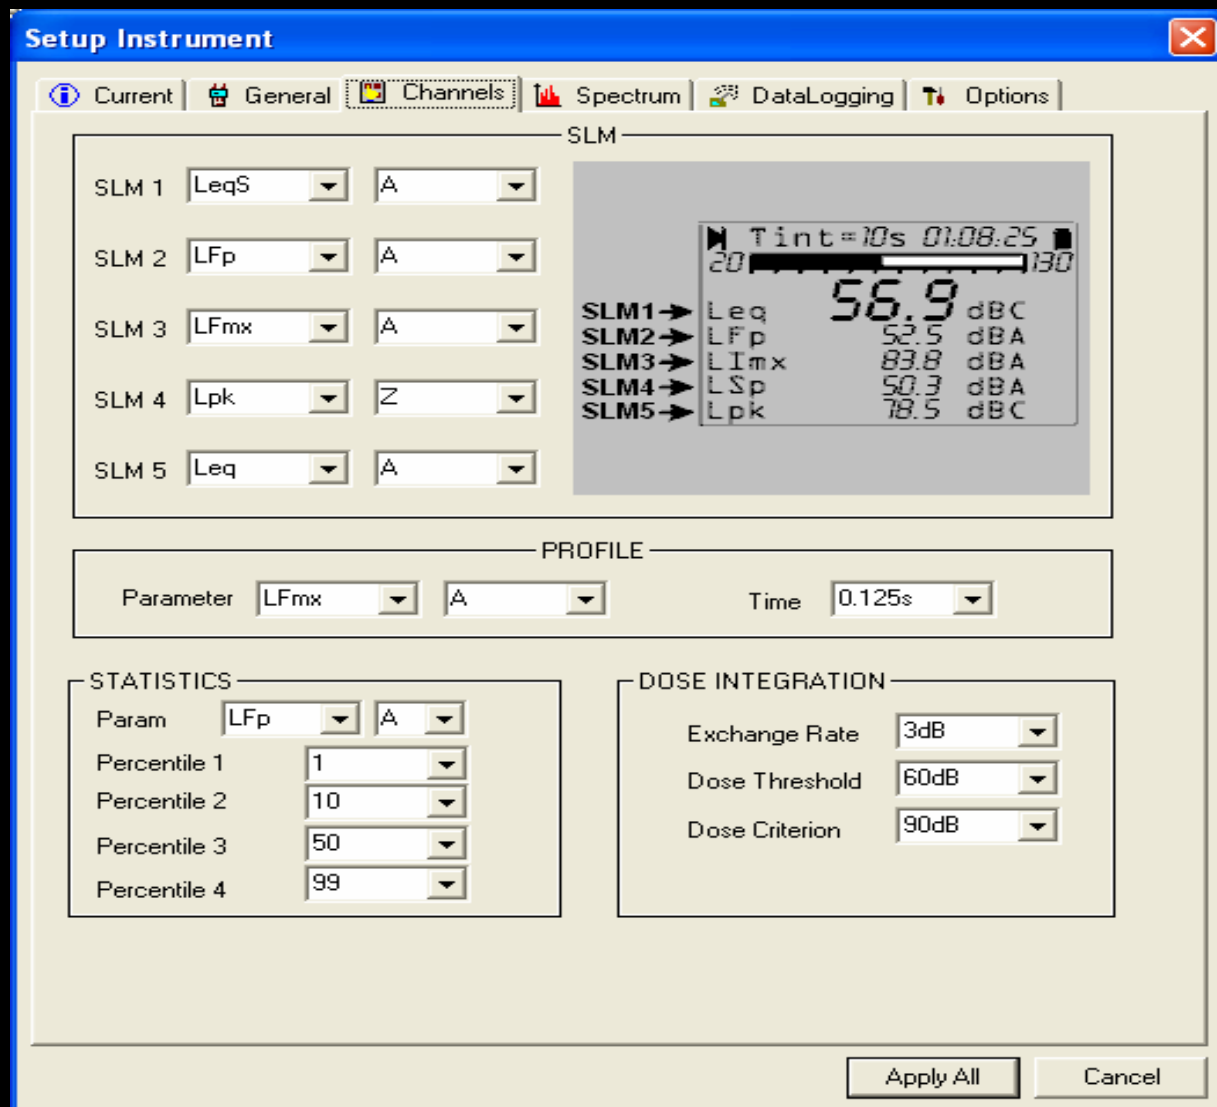 Setup Instrument
Current General Channels Spectrum DataLogging Options
SLM
SLM 1 LeqS A
SLM 2 LFp A
SLM 3 LFmx A
SLM 4 Lpk Z
SLM 5 Leq A
Tint=10s 01:08:25
20 130
SLM1 Leq 56.9 dBC
SLM2 LFp 52.5 dBA
SLM3 LImx 83.8 dBA
SLM4 LSp 50.3 dBA
SLM5 Lpk 78.5 dBC
PROFILE
Parameter LFmx A Time 0.125s
STATISTICS
Param LFp A
Percentile 1 1
Percentile 2 10
Percentile 3 50
Percentile 4 99
DOSE INTEGRATION
Exchange Rate 3dB
Dose Threshold 60dB
Dose Criterion 90dB
Apply All Cancel